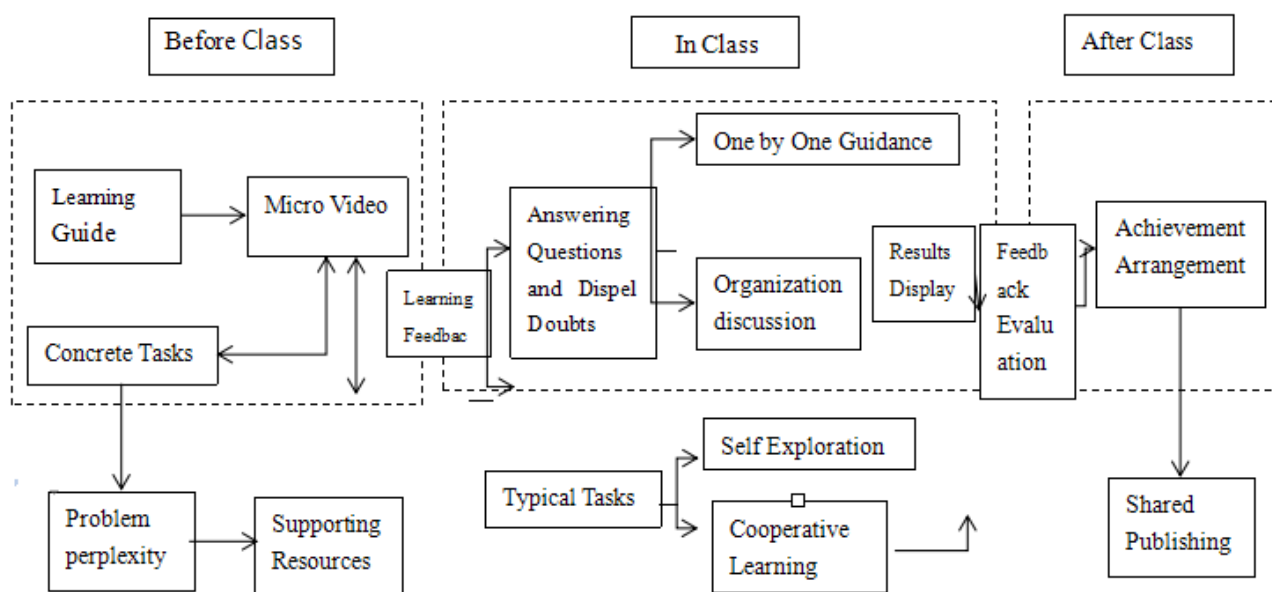 Before Class
In Class
After Class
Learning
Guide
Micro Video
Concrete Tasks
Problem
perplexity
Supporting
Resources
Learning
Feedbac
Answering
Questions
and Dispel
Doubts
One by One Guidance
Organization
discussion
Typical Tasks
Self Exploration
Cooperative
Learning
Results
Display
Feedb
ack
Evalu
ation
Achievement
Arrangement
Shared
Publishing